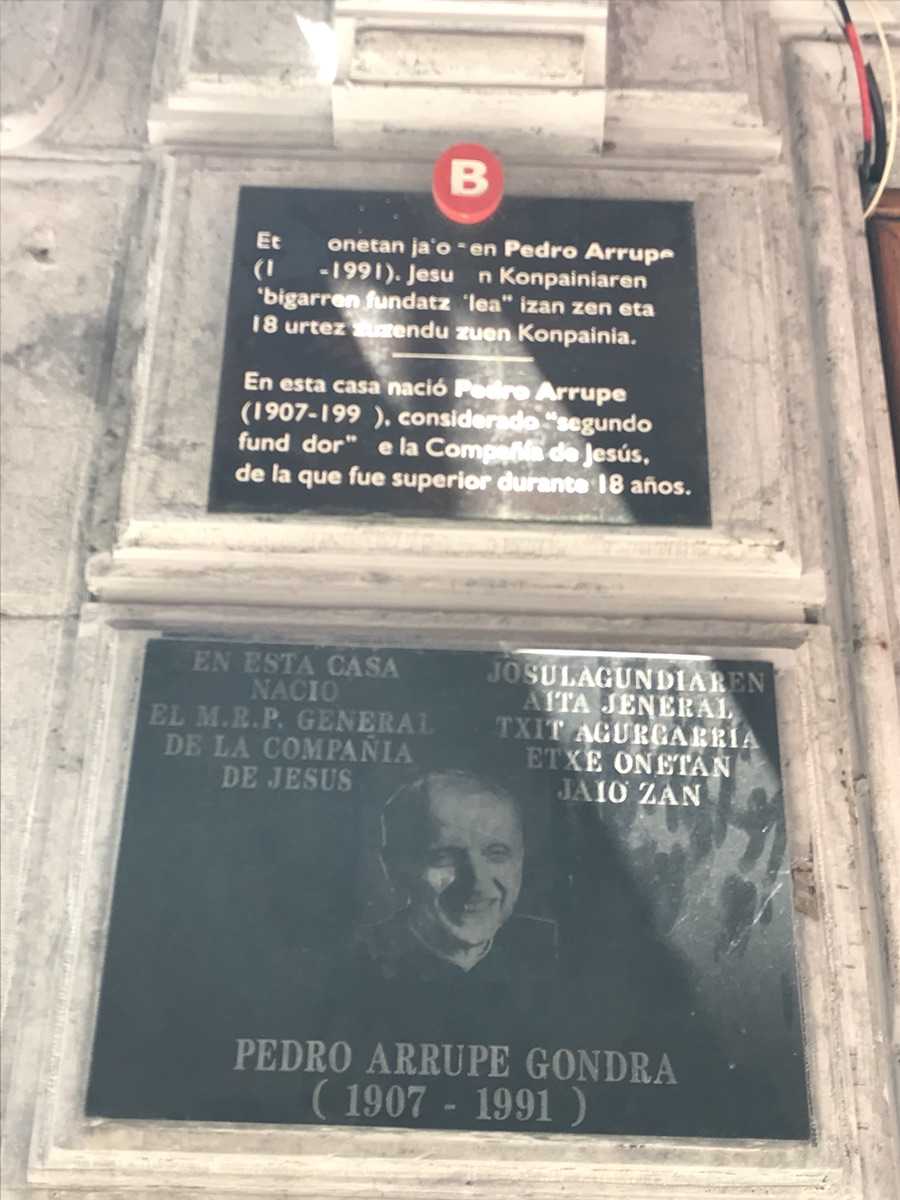 B
Et onetan ja o en Pedro Arrupe
(1 -1991). Jesu n Konpainiaren
"bigarren fundatz lea" izan zen eta
18 urtez zuzendu zuen Konpainia.
En esta casa nació Pedro Arrupe
(1907-199 ), considerado "segundo
fund dor" e la Compañía de Jesús,
de la que fue superior durante 18 años.
EN ESTA CASA
NACIO
EL M.R.P. GENERAL
DE LA COMPAÑIA
DE JESUS
JOSULAGUNDIAREN
AITA JENERAL
TXIT AGURGARRIA
ETXE ONETAN
JAIO ZAN
PEDRO ARRUPE GONDRA
( 1907 - 1991 )